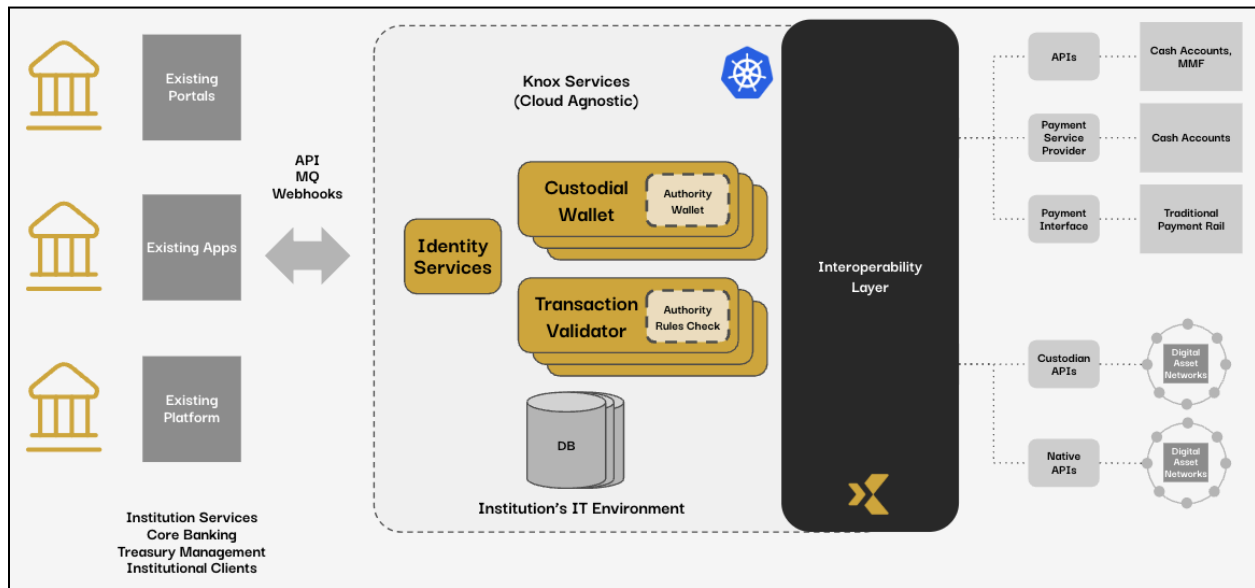 Existing
Portals
Existing Apps
Existing
Platform
Institution Services
Core Banking
Treasury Management
Institutional Clients
API
MQ
Webhooks
Knox Services
(Cloud Agnostic)
Identity
Services
Custodial
Wallet
Authority
Wallet
Transaction
Validator
Authority
Rules Check
DB
Institution's IT Environment
Interoperability
Layer
APIs
Cash Accounts,
MMF
Payment
Service
Provider
Cash Accounts
Payment
Interface
Traditional
Payment Rail
Custodian
APIs
Digital
Asset
Networks
Native
APIs
Digital
Asset
Networks